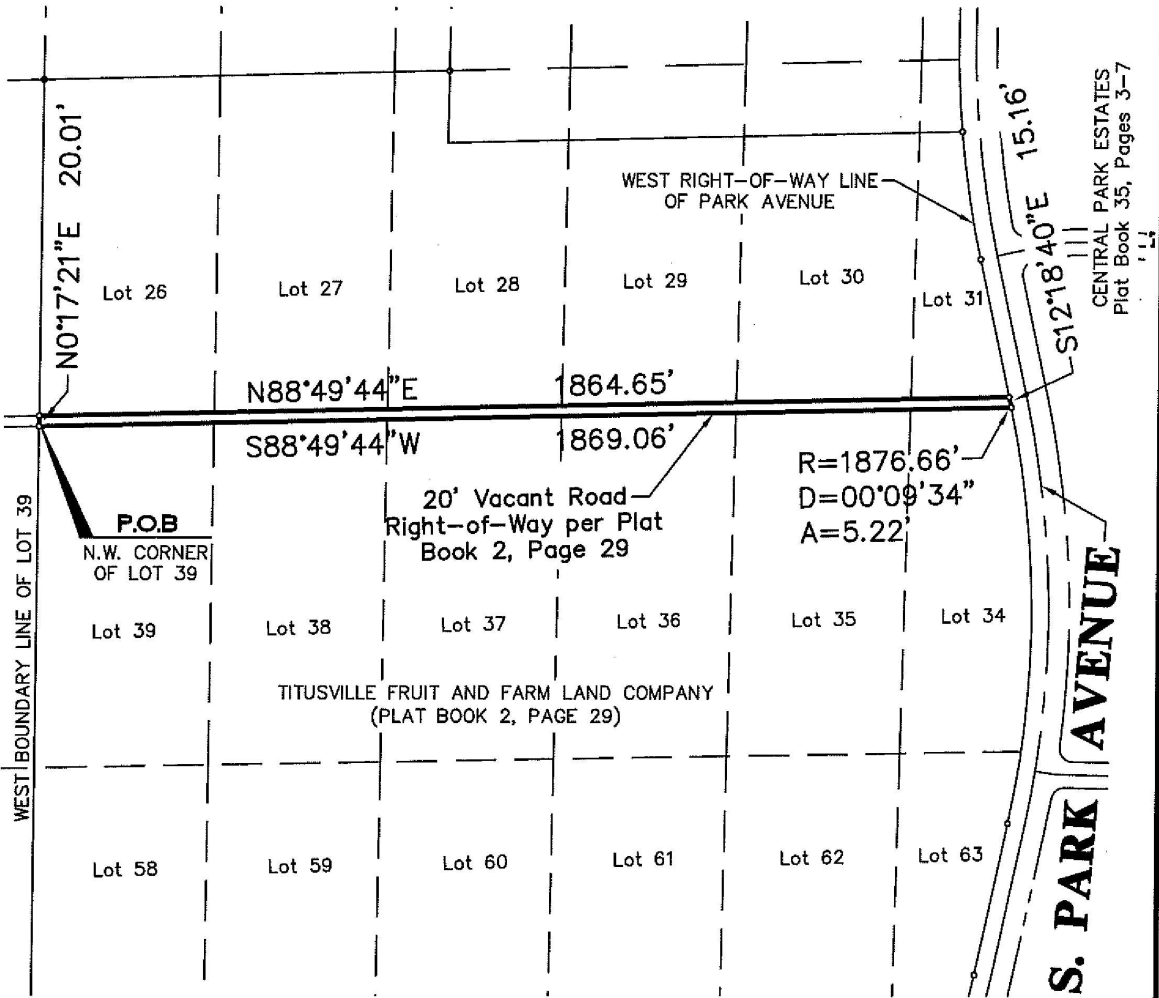 N0°17'21"E 20.01'
WEST RIGHT-OF-WAY LINE
OF PARK AVENUE
15.16'
S12°18'40"E
CENTRAL PARK ESTATES
Plat Book 35, Pages 3-7
Lot 26
Lot 27
Lot 28
Lot 29
Lot 30
Lot 31
N88°49'44"E 1864.65'
S88°49'44"W 1869.06'
R=1876.66'
D=00°09'34"
A=5.22'
20' Vacant Road
Right-of-Way per Plat
Book 2, Page 29
P.O.B
N.W. CORNER
OF LOT 39
WEST BOUNDARY LINE OF LOT 39
Lot 39
Lot 38
Lot 37
Lot 36
Lot 35
Lot 34
TITUSVILLE FRUIT AND FARM LAND COMPANY
(PLAT BOOK 2, PAGE 29)
Lot 58
Lot 59
Lot 60
Lot 61
Lot 62
Lot 63
S. PARK AVENUE